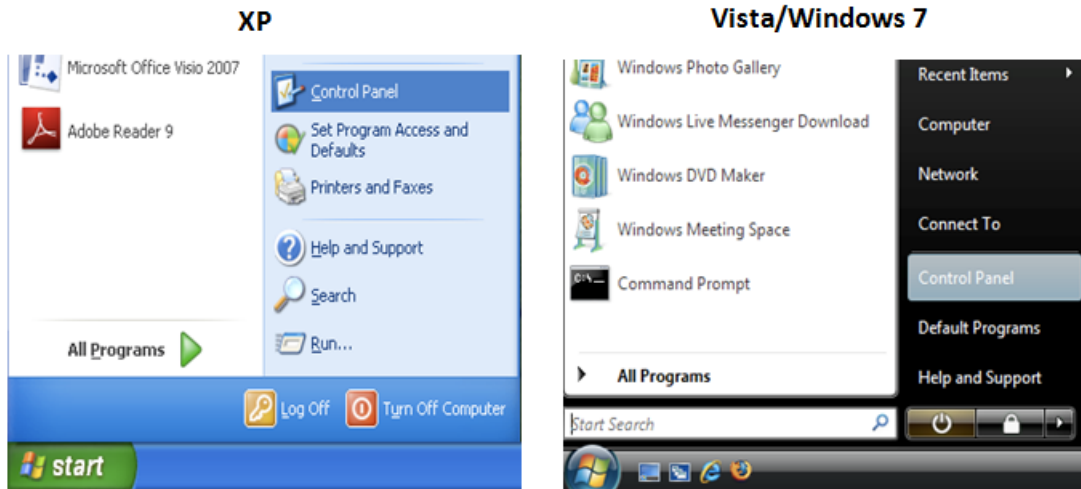 XP
Microsoft Office Visio 2007
Adobe Reader 9
All Programs
Control Panel
Set Program Access and
Defaults
Printers and Faxes
Help and Support
Search
Run...
Log Off
Turn Off Computer
start
Vista/Windows 7
Windows Photo Gallery
Windows Live Messenger Download
Windows DVD Maker
Windows Meeting Space
C:\
Command Prompt
All Programs
Start Search
Recent Items
Computer
Network
Connect To
Control Panel
Default Programs
Help and Support